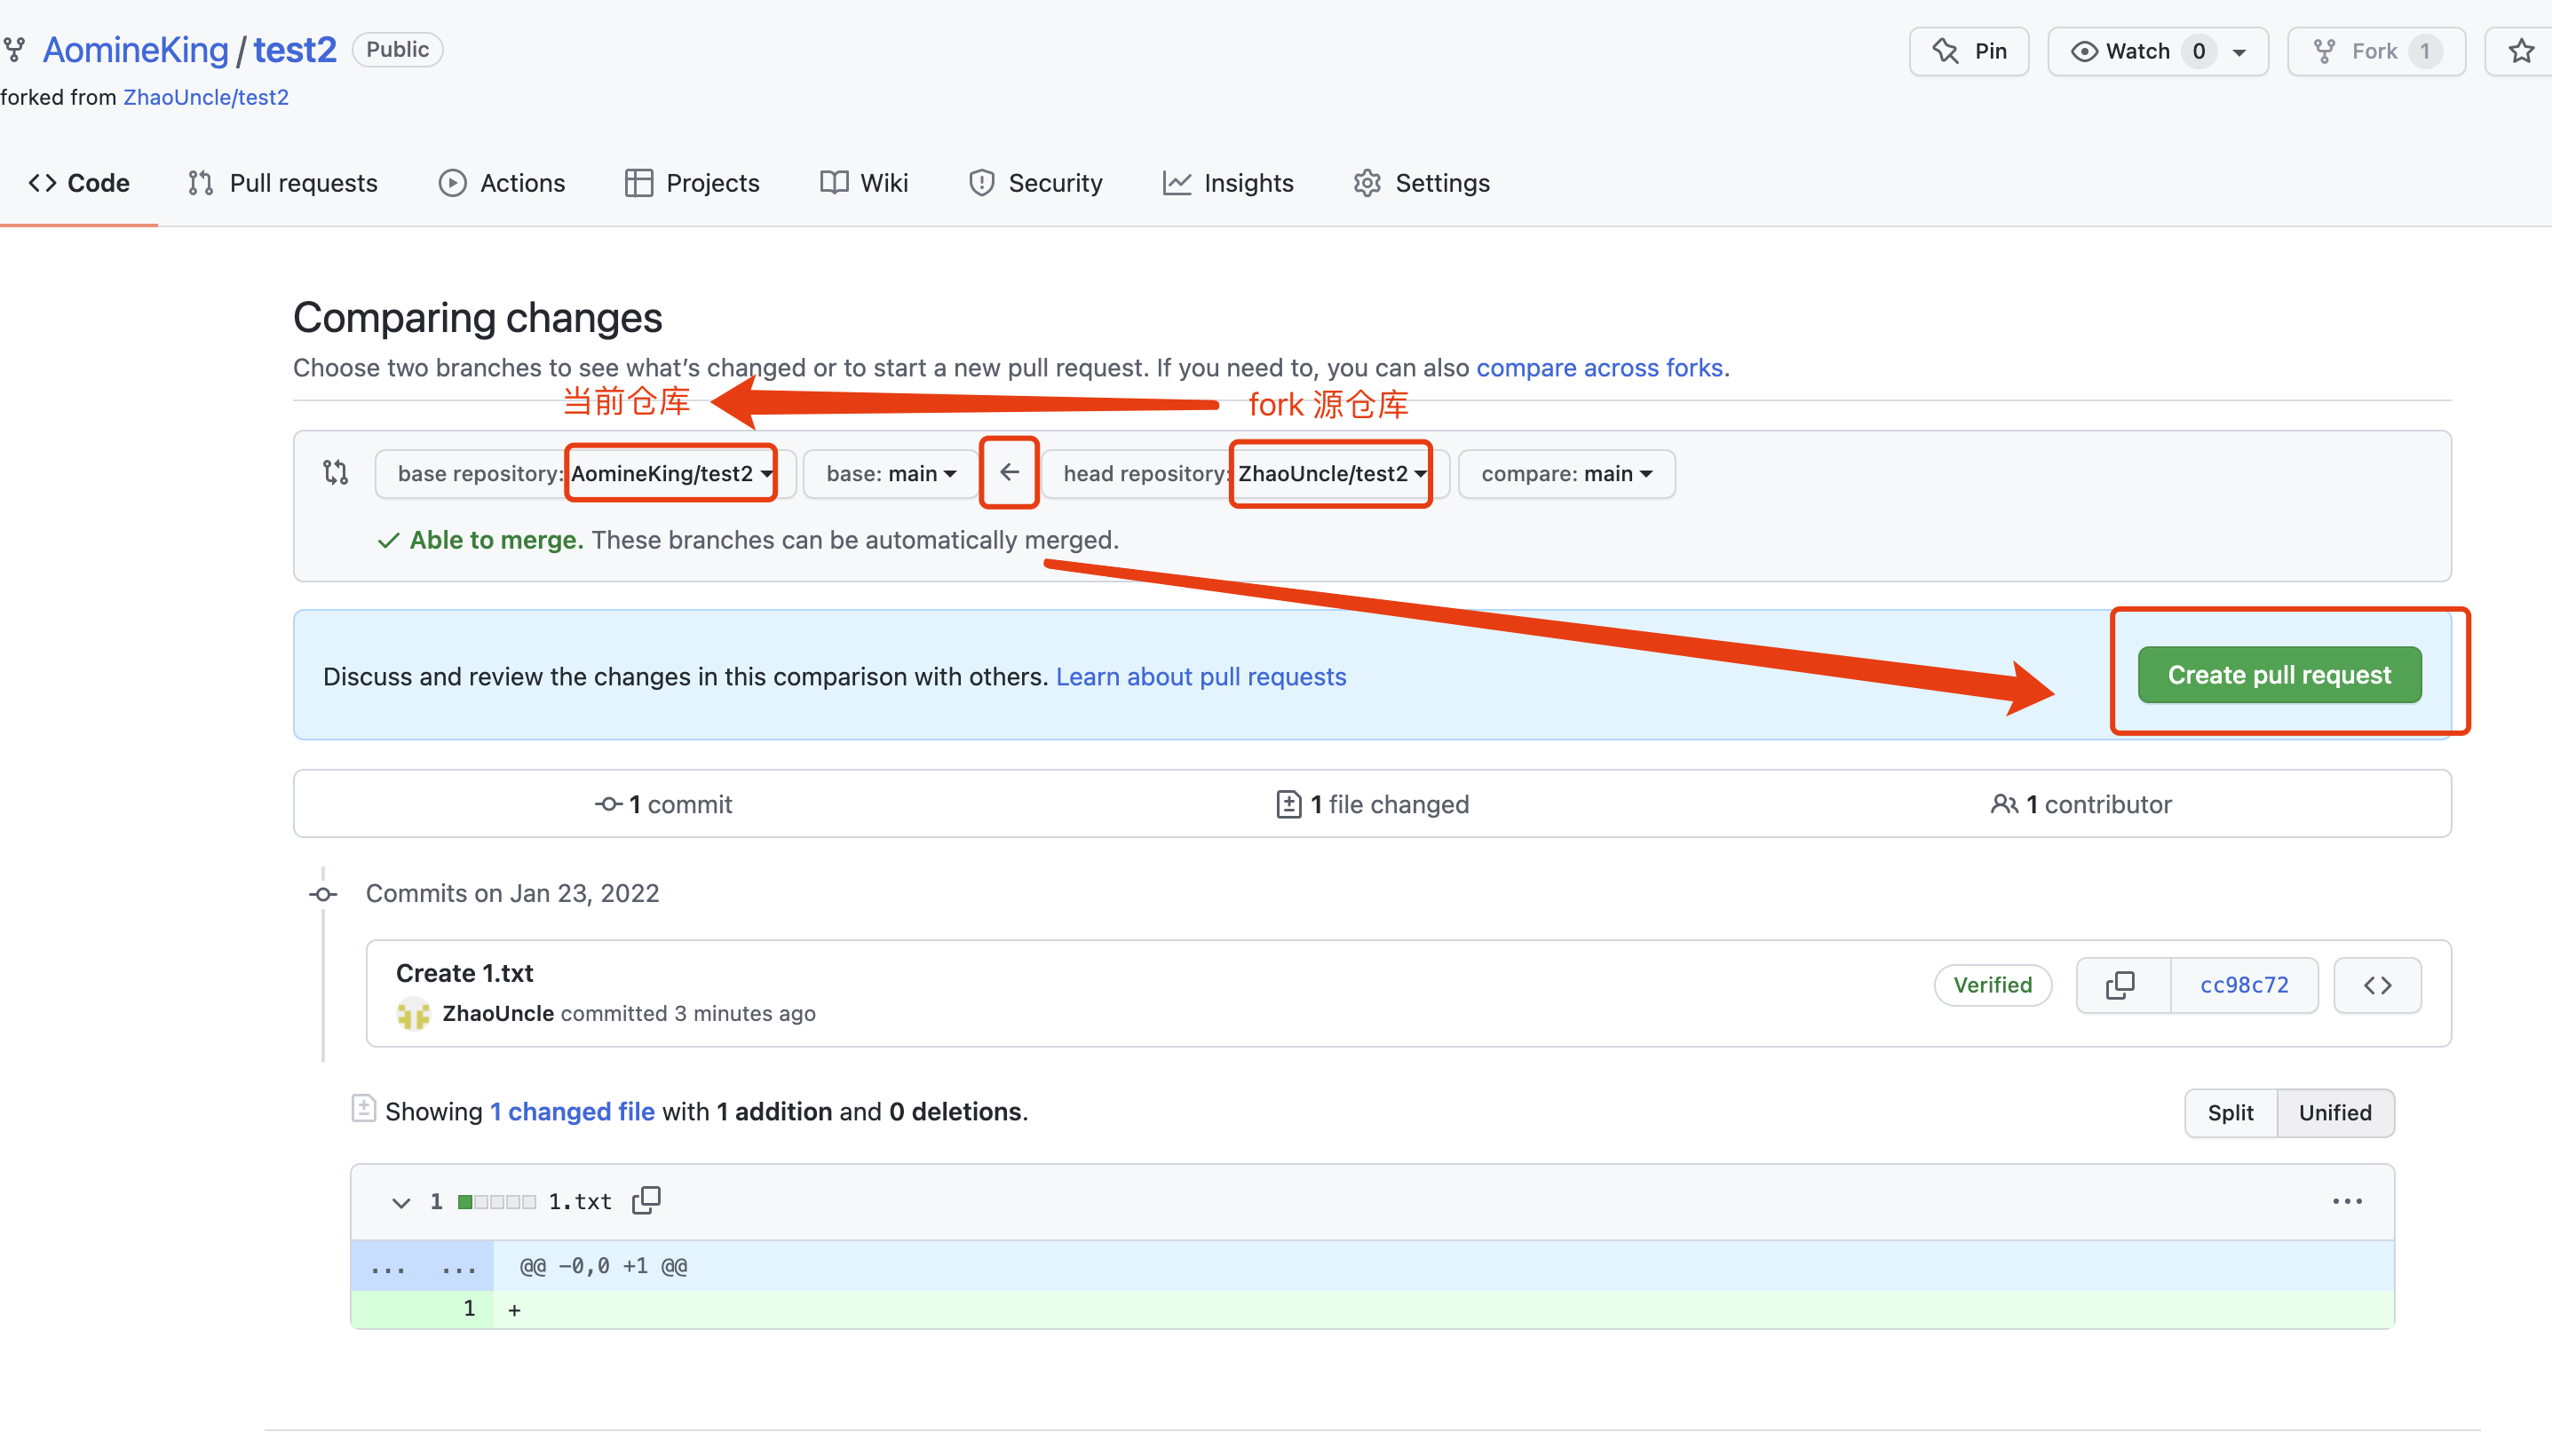 AomineKing / test2 Public
Pin Watch 0 Fork 1
forked from ZhaoUncle/test2
Code Pull requests Actions Projects Wiki Security Insights Settings
Comparing changes
Choose two branches to see what’s changed or to start a new pull request. If you need to, you can also compare across forks.
当前仓库 fork 源仓库
base repository: AomineKing/test2 base: main ← head repository: ZhaoUncle/test2 compare: main
Able to merge. These branches can be automatically merged.
Discuss and review the changes in this comparison with others. Learn about pull requests
Create pull request
1 commit 1 file changed 1 contributor
Commits on Jan 23, 2022
Create 1.txt
ZhaoUncle committed 3 minutes ago
Verified cc98c72
Showing 1 changed file with 1 addition and 0 deletions.
Split Unified
1 1.txt ...
... ... @@ -0,0 +1 @@
1 +